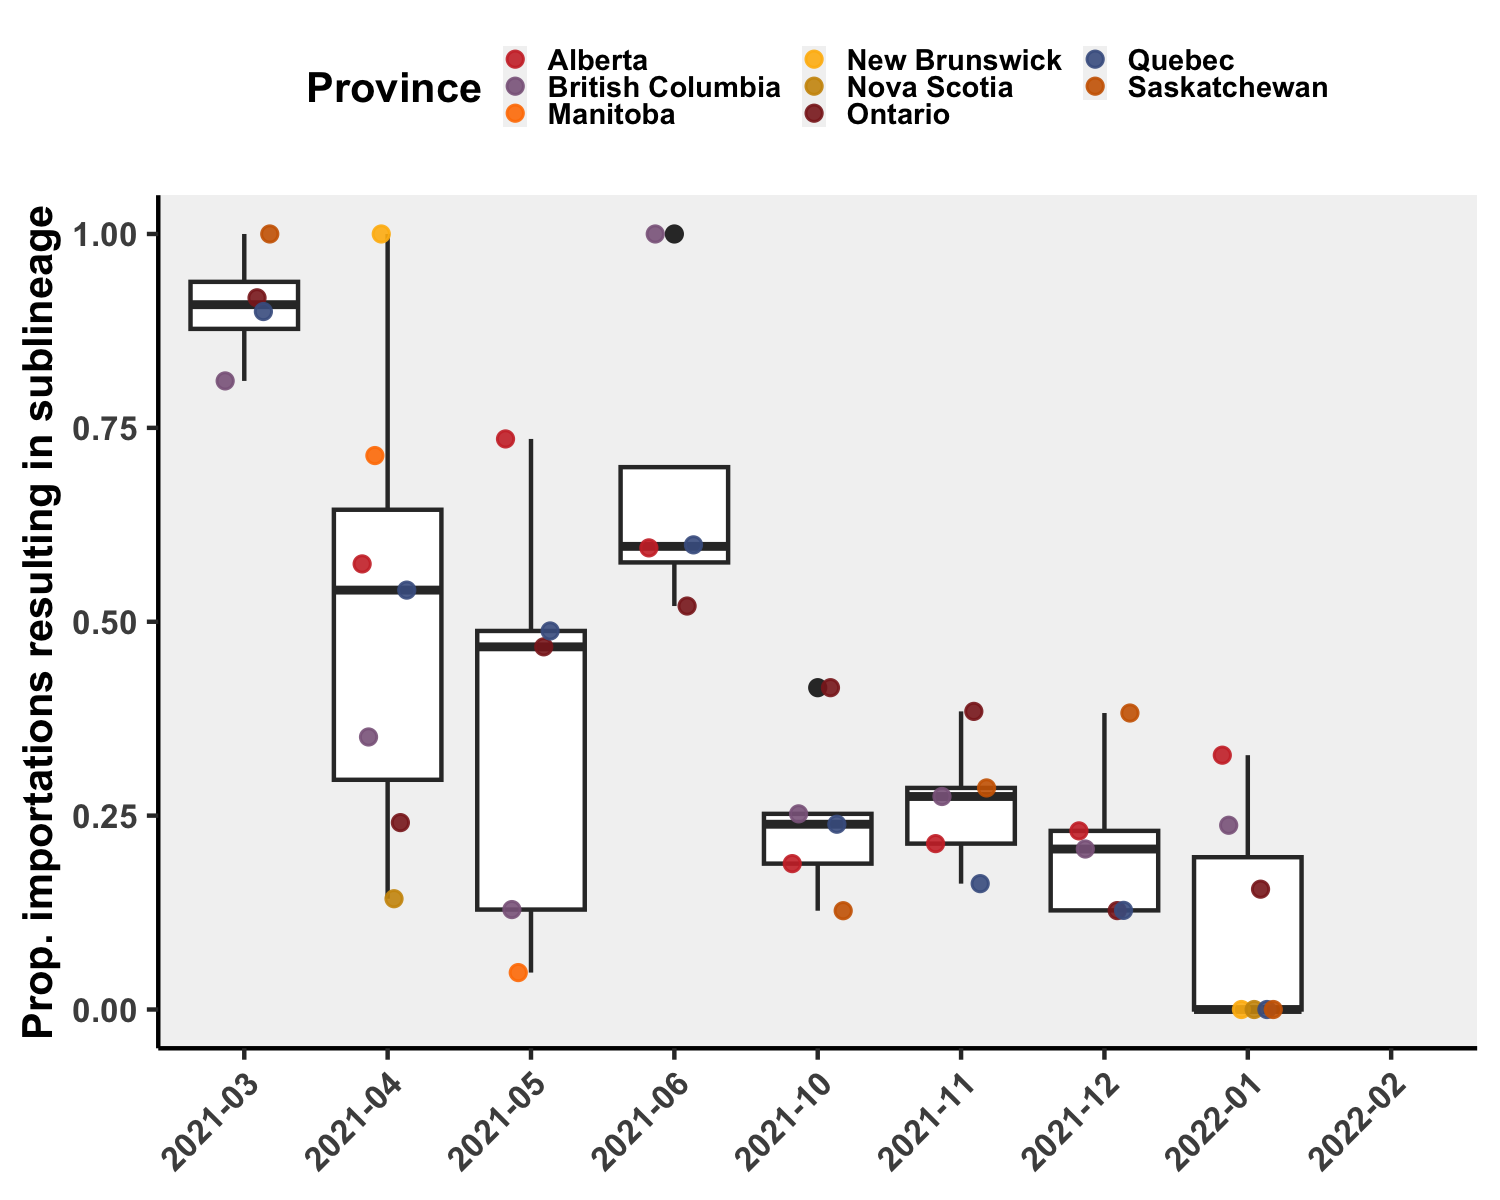 Province
Alberta
British Columbia
Manitoba
New Brunswick
Nova Scotia
Ontario
Quebec
Saskatchewan
Prop. importations resulting in sublineage
1.00
0.75
0.50
0.25
0.00
2021-03
2021-04
2021-05
2021-06
2021-10
2021-11
2021-12
2022-01
2022-02